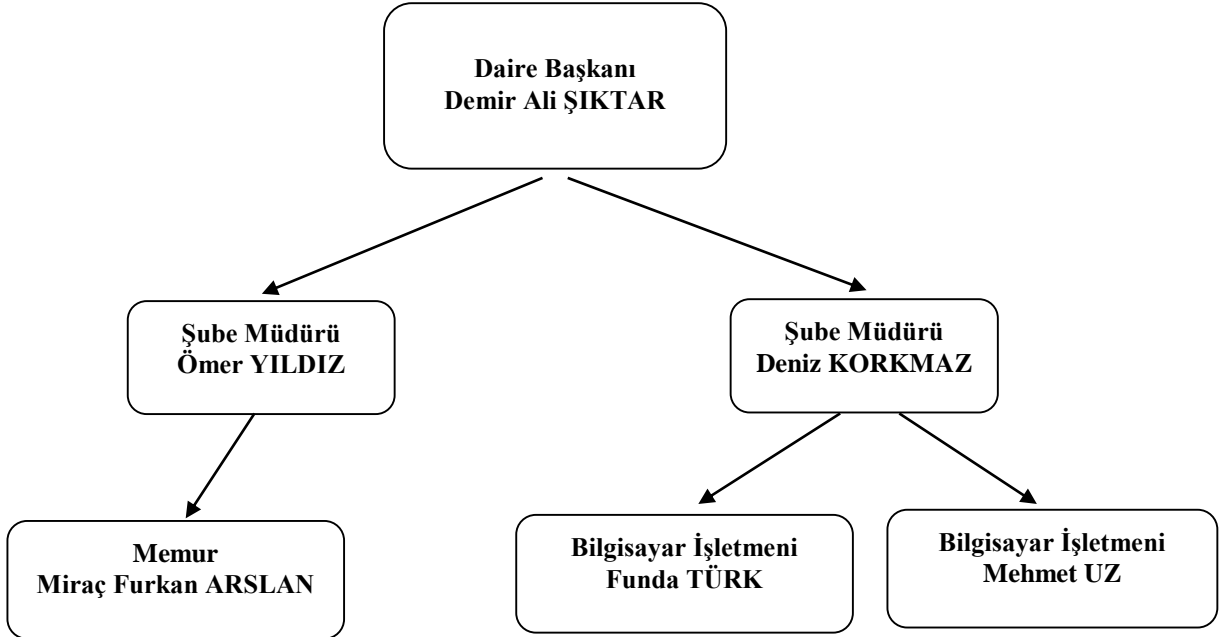 Daire Başkanı
Demir Ali ŞIKTAR
Şube Müdürü
Ömer YILDIZ
Şube Müdürü
Deniz KORKMAZ
Memur
Miraç Furkan ARSLAN
Bilgisayar İşletmeni
Funda TÜRK
Bilgisayar İşletmeni
Mehmet UZ